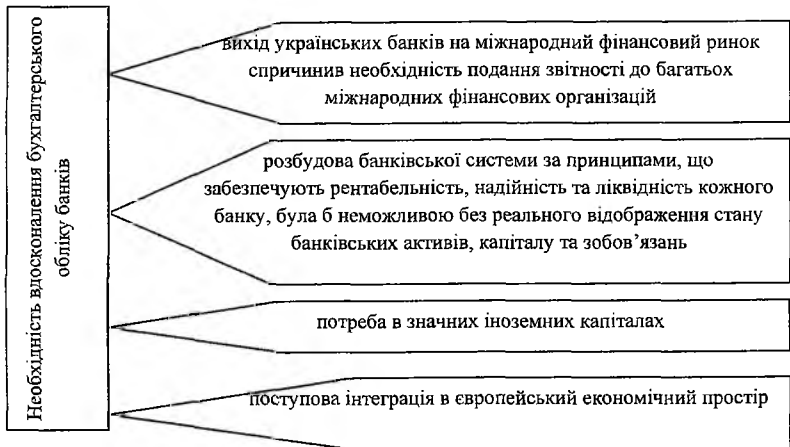 Необхідність вдосконалення бухгалтерського
обліку банків
вихід українських банків на міжнародний фінансовий ринок
спричинив необхідність подання звітності до багатьох
міжнародних фінансових організацій
розбудова банківської системи за принципами, що
забезпечують рентабельність, надійність та ліквідність кожного
банку, була б неможливою без реального відображення стану
банківських активів, капіталу та зобов’язань
потреба в значних іноземних капіталах
поступова інтеграція в європейський економічний простір